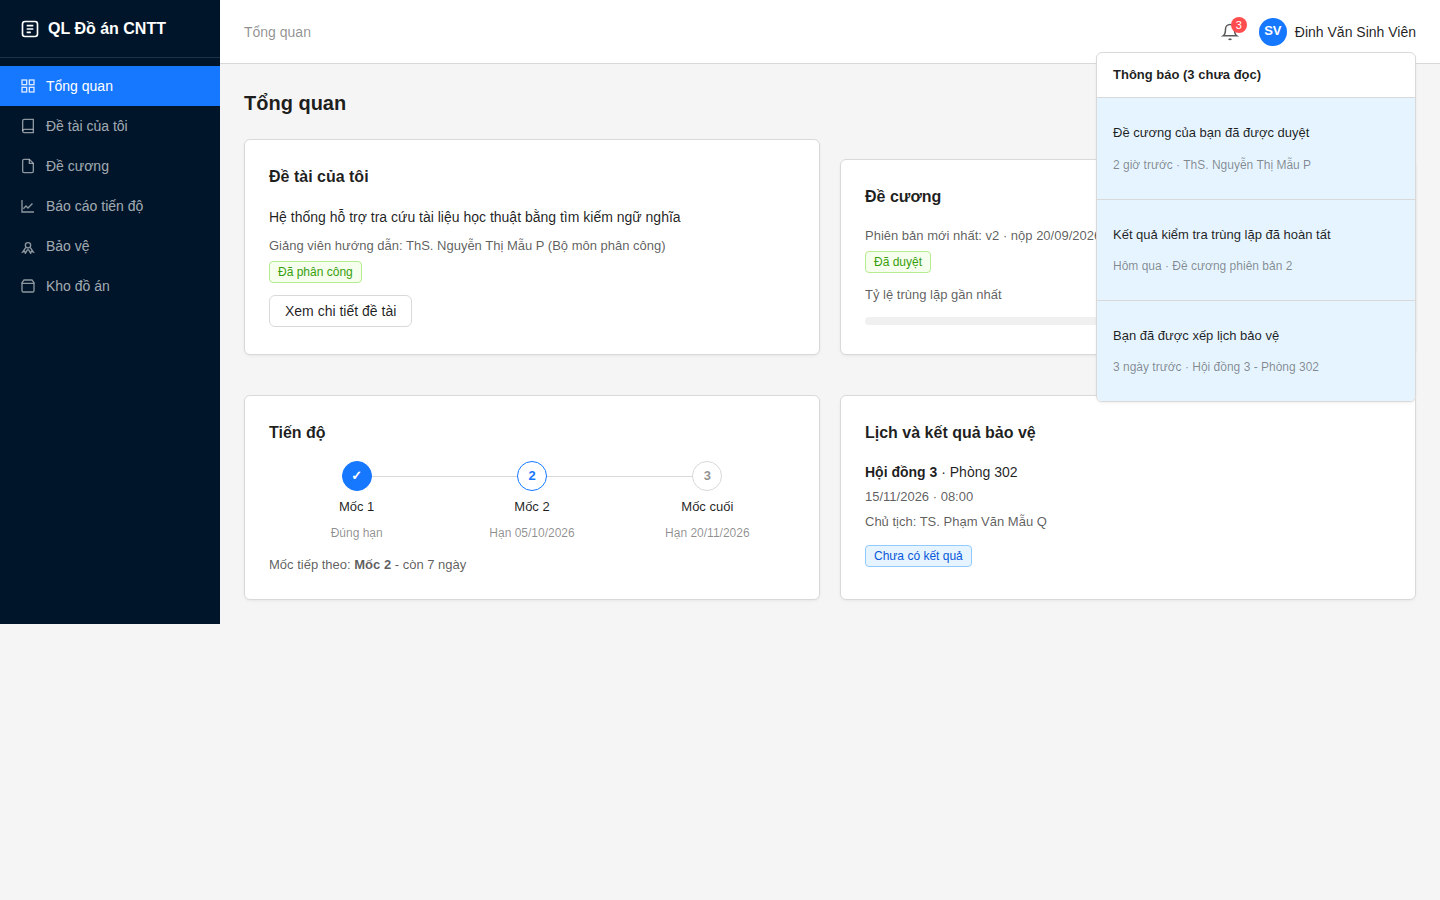 QL Đồ án CNTT
Tổng quan
Đề tài của tôi
Đề cương
Báo cáo tiến độ
Bảo vệ
Kho đồ án
Tổng quan
3
SV
Đinh Văn Sinh Viên
Thông báo (3 chưa đọc)
Đề cương của bạn đã được duyệt
2 giờ trước · ThS. Nguyễn Thị Mẫu P
Kết quả kiểm tra trùng lặp đã hoàn tất
Hôm qua · Đề cương phiên bản 2
Bạn đã được xếp lịch bảo vệ
3 ngày trước · Hội đồng 3 - Phòng 302
Tổng quan
Đề tài của tôi
Hệ thống hỗ trợ tra cứu tài liệu học thuật bằng tìm kiếm ngữ nghĩa
Giảng viên hướng dẫn: ThS. Nguyễn Thị Mẫu P (Bộ môn phân công)
Đã phân công
Xem chi tiết đề tài
Đề cương
Phiên bản mới nhất: v2 · nộp 20/09/2026
Đã duyệt
Tỷ lệ trùng lặp gần nhất
Tiến độ
✓
2
3
Mốc 1
Mốc 2
Mốc cuối
Đúng hạn
Hạn 05/10/2026
Hạn 20/11/2026
Mốc tiếp theo: Mốc 2 - còn 7 ngày
Lịch và kết quả bảo vệ
Hội đồng 3 · Phòng 302
15/11/2026 · 08:00
Chủ tịch: TS. Phạm Văn Mẫu Q
Chưa có kết quả